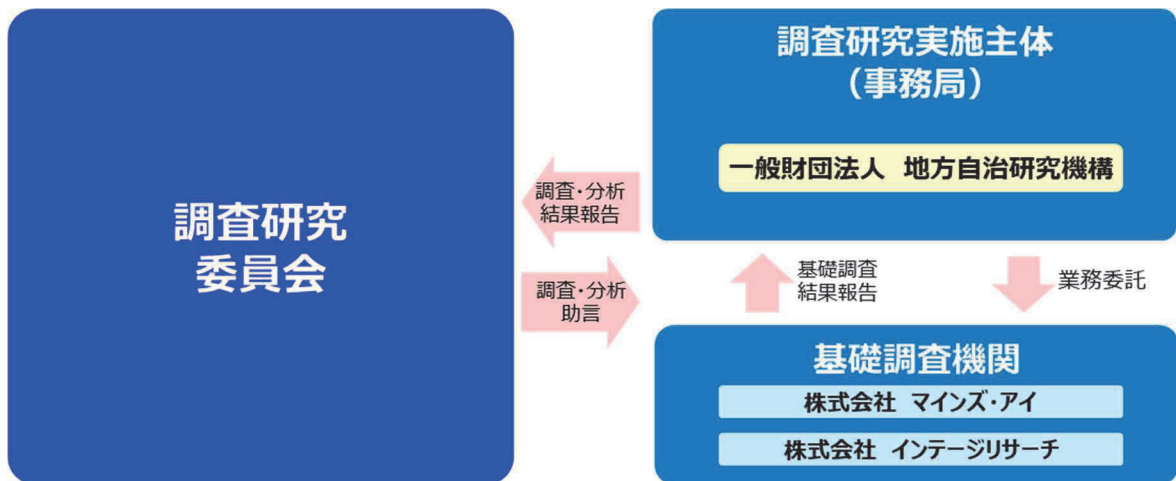 調査研究
委員会
調査・分析
結果報告
調査・分析
助言
調査研究実施主体
（事務局）
一般財団法人 地方自治研究機構
基礎調査
結果報告
業務委託
基礎調査機関
株式会社 マインズ・アイ
株式会社 インテージリサーチ